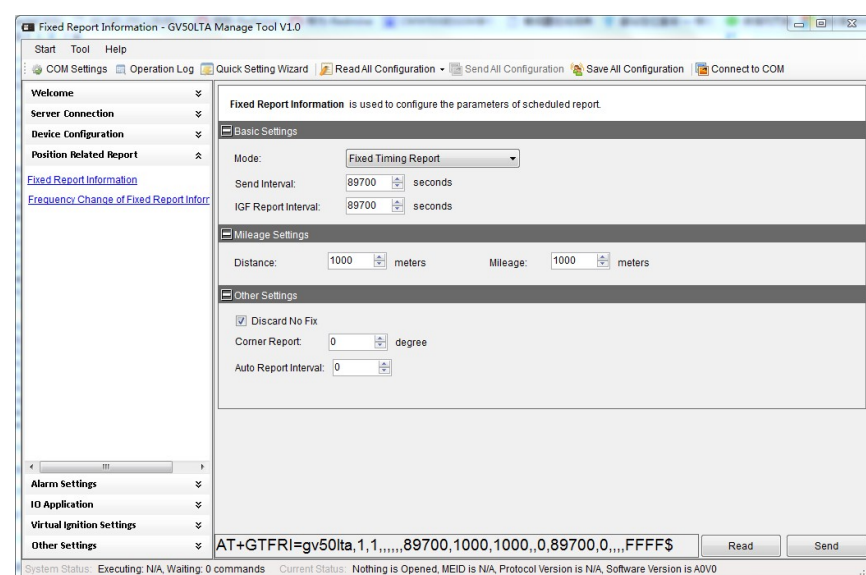 Fixed Report Information - GV50LTA Manage Tool V1.0
Start Tool Help
COM Settings Operation Log Quick Setting Wizard Read All Configuration Send All Configuration Save All Configuration Connect to COM
Welcome
Server Connection
Device Configuration
Position Related Report
Fixed Report Information
Frequency Change of Fixed Report Inforr
Alarm Settings
IO Application
Virtual Ignition Settings
Other Settings
Fixed Report Information is used to configure the parameters of scheduled report.
Basic Settings
Mode: Fixed Timing Report
Send Interval: 89700 seconds
IGF Report Interval: 89700 seconds
Mileage Settings
Distance: 1000 meters Mileage: 1000 meters
Other Settings
Discard No Fix
Corner Report: 0 degree
Auto Report Interval: 0
AT+GTFRI=gv50lta,1,1,,,,,,89700,1000,1000,,0,89700,0,,,,FFFF$ Read Send
System Status: Executing: N/A, Waiting: 0 commands Current Status: Nothing is Opened, MEID is N/A, Protocol Version is N/A, Software Version is A0V0